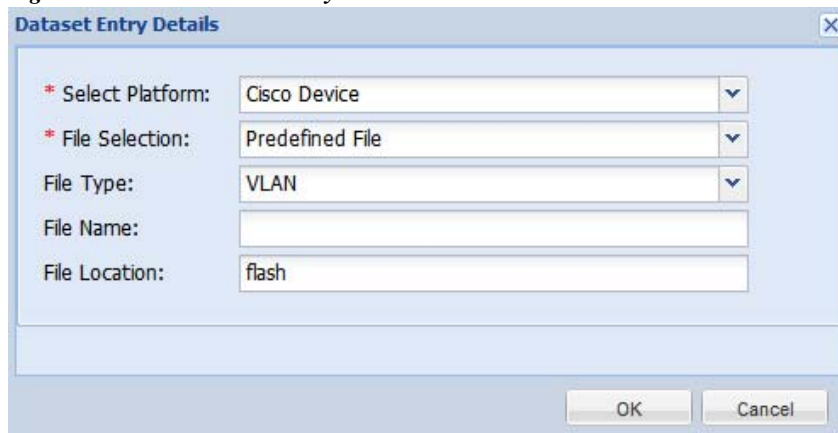 Dataset Entry Details
* Select Platform: Cisco Device
* File Selection: Predefined File
File Type: VLAN
File Name:
File Location: flash
OK Cancel